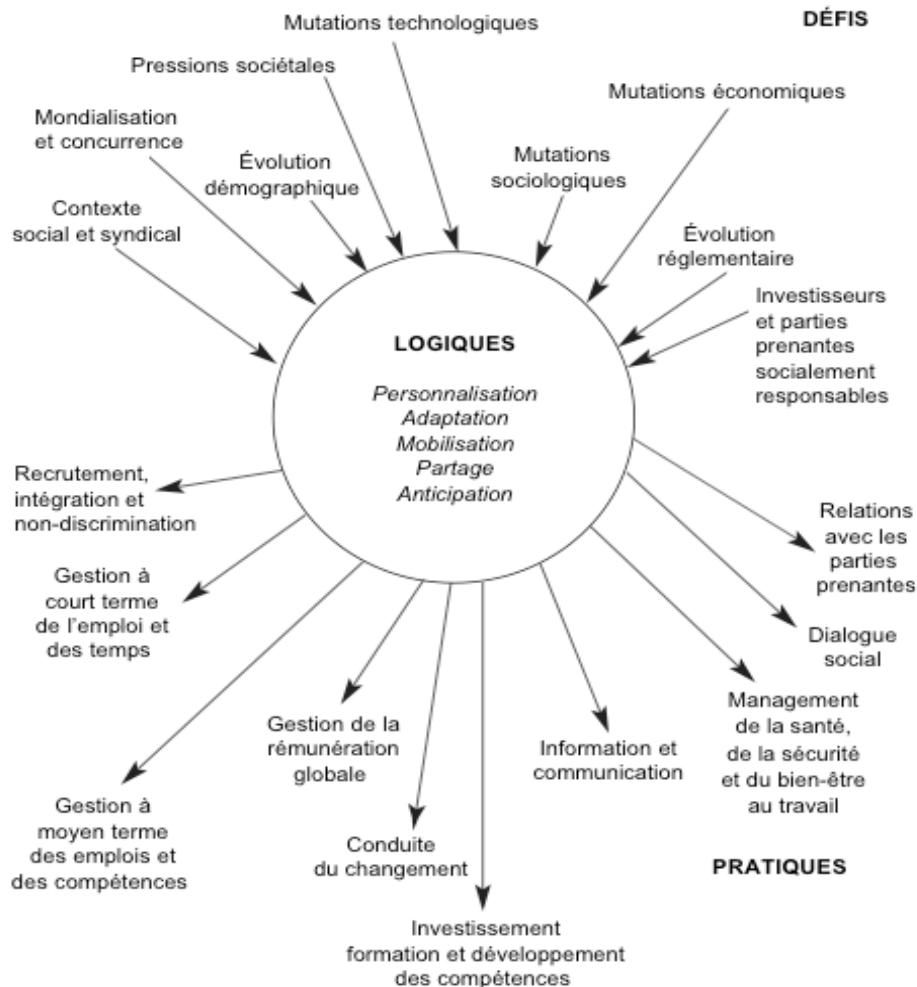 DÉFIS
Mutations technologiques
Pressions sociétales
Mutations économiques
Mondialisation
et concurrence
Évolution
démographique
Mutations
sociologiques
Contexte
social et syndical
Évolution
réglementaire
Investisseurs
et parties
prenantes
socialement
responsables
LOGIQUES
Personnalisation
Adaptation
Mobilisation
Partage
Anticipation
Recrutement,
intégration et
non-discrimination
Relations
avec les
parties
prenantes
Gestion à
court terme
de l'emploi et
des temps
Dialogue
social
Management
de la santé,
de la sécurité
et du bien-être
au travail
Gestion de la
rémunération
globale
Information et
communication
Gestion à
moyen terme
des emplois et
des compétences
Conduite
du changement
PRATIQUES
Investissement
formation et développement
des compétences